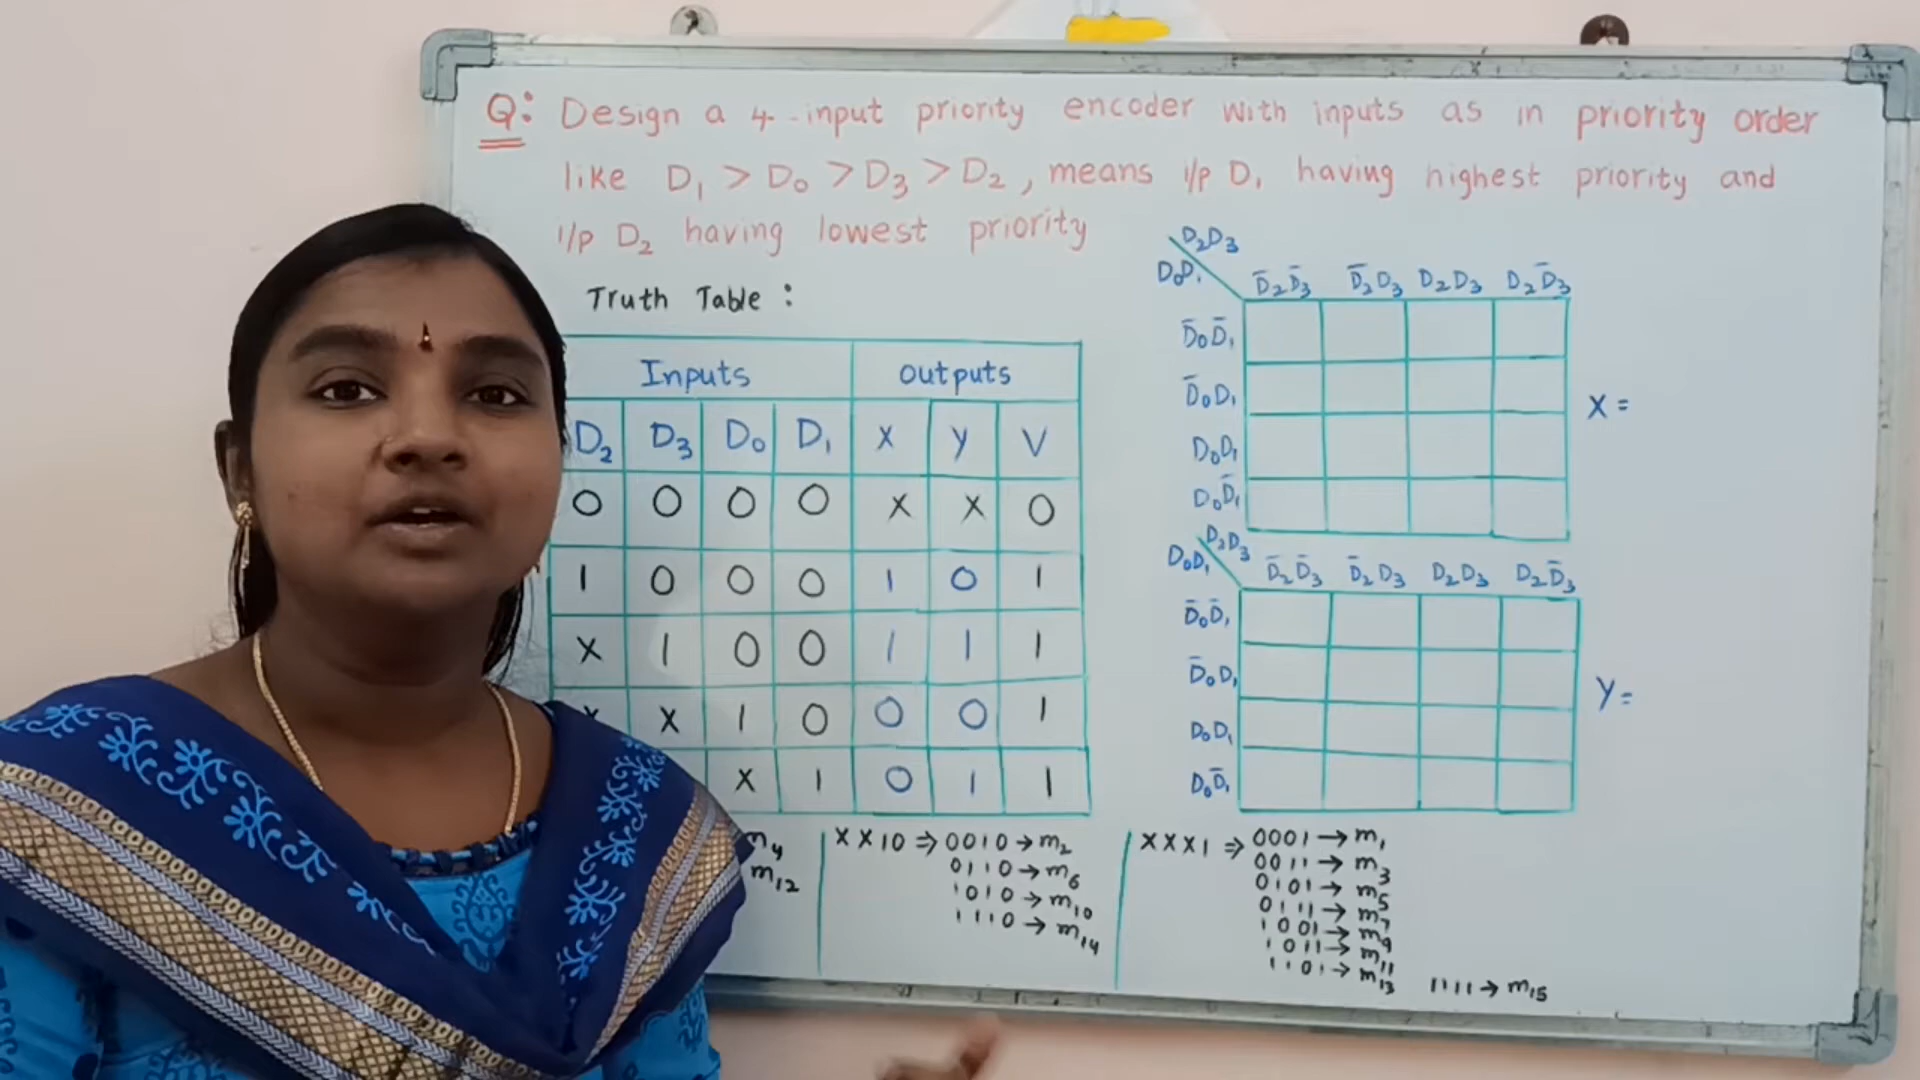 Q: Design a 4-input priority encoder with inputs as in priority order
like D₁ > D₀ > D₃ > D₂, means i/p D₁ having highest priority and
i/p D₂ having lowest priority
Truth Table :
Inputs Outputs
D₂ D₃ D₀ D₁ X Y V
0 0 0 0 X X 0
1 0 0 0 1 0 1
X 1 0 0 1 1 1
X X 1 0 0 0 1
X 1 0 1 1
D₂D₃
D₀D₁
D̅₂D̅₃ D̅₂D₃ D₂D₃ D₂D̅₃
D̅₀D̅₁
D̅₀D₁
D₀D₁
D₀D̅₁
X =
D₂D₃
D₀D₁
D̅₂D̅₃ D̅₂D₃ D₂D₃ D₂D̅₃
D̅₀D̅₁
D̅₀D₁
D₀D₁
D₀D̅₁
Y =
m₄
m₁₂
X X 1 0 ⇒ 0010 → m₂
0110 → m₆
1010 → m₁₀
1110 → m₁₄
X X X 1 ⇒ 0001 → m₁
0011 → m₃
0101 → m₅
0111 → m₇
1001 → m₉
1011 → m₁₁
1101 → m₁₃
1111 → m₁₅